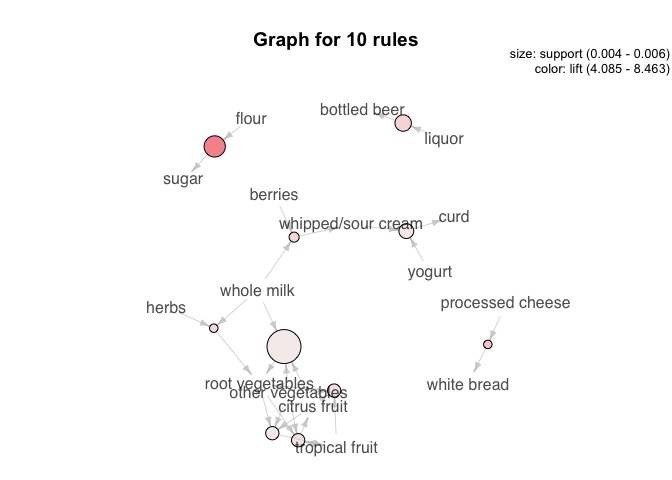 Graph for 10 rules
size: support (0.004 - 0.006)
color: lift (4.085 - 8.463)
bottled beer
flour
liquor
sugar
berries
curd
whipped/sour cream
yogurt
whole milk
processed cheese
herbs
root vegetables
white bread
other vegetables
citrus fruit
tropical fruit